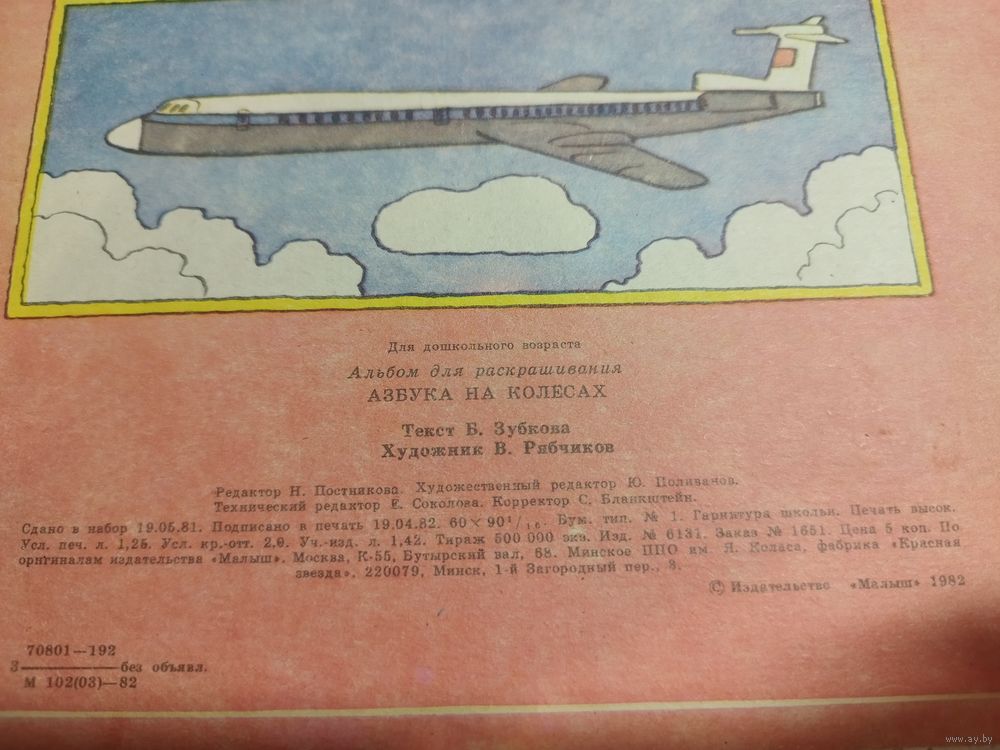 Для дошкольного возраста
Альбом для раскрашивания
АЗБУКА НА КОЛЕСАХ
Текст Б. Зубкова
Художник В. Рябчиков
Редактор Н. Постникова. Художественный редактор Ю. Поливанов.
Технический редактор Е. Соколова. Корректор С. Бланкштейн.
Сдано в набор 19.05.81. Подписано в печать 19.04.82. 60×90¹/₁₆. Бум. тип. № 1. Гарнитура школьн. Печать высок.
Усл. печ. л. 1,25. Усл. кр.-отт. 2,0. Уч.-изд. л. 1,42. Тираж 500 000 экз. Изд. № 6131. Заказ № 1651. Цена 5 коп. По
оригиналам издательства «Малыш». Москва, К-55, Бутырский вал, 68. Минское ППО им. Я. Коласа, фабрика «Красная
звезда», 220079, Минск, 1-й Загородный пер., 3.
© Издательство «Малыш» 1982
70801—192
З————без объявл.
М 102(03)—82
www.ay.by